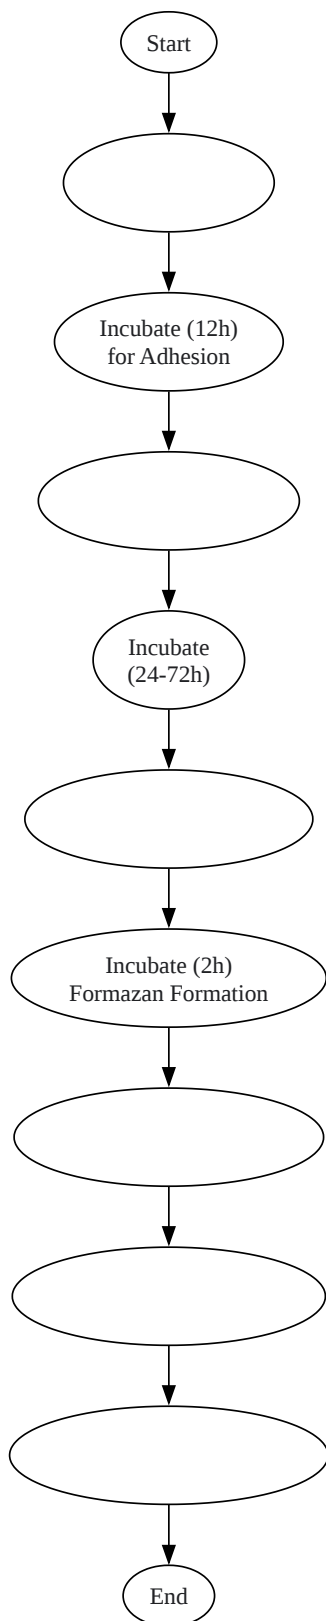 Start
Incubate (12h)
for Adhesion
Incubate
(24-72h)
Incubate (2h)
Formazan Formation
End